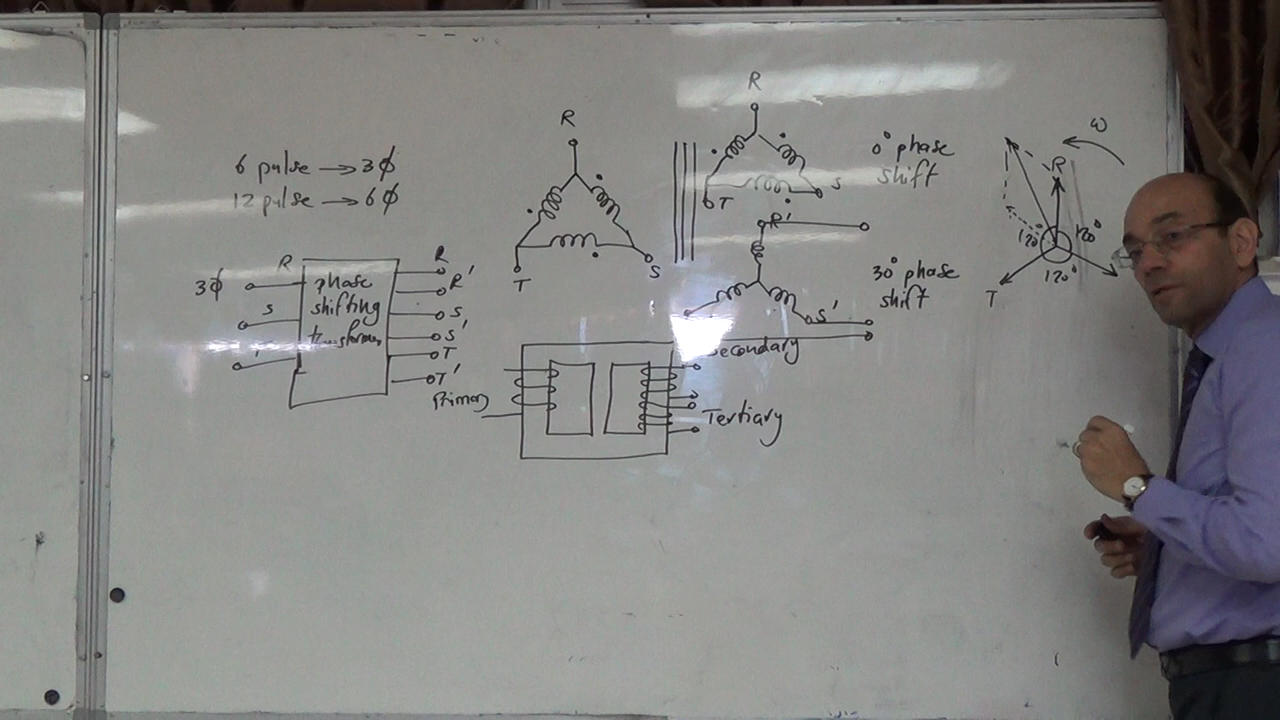 6 pulse → 3ϕ
12 pulse → 6ϕ
3ϕ
R
S
phase
shifting
R
R'
S
S'
T
T'
R
T
S
R
T
S
0° phase
shift
R'
S'
30° phase
shift
Primary
Secondary
Tertiary
ω
R
120°
120°
120°
T